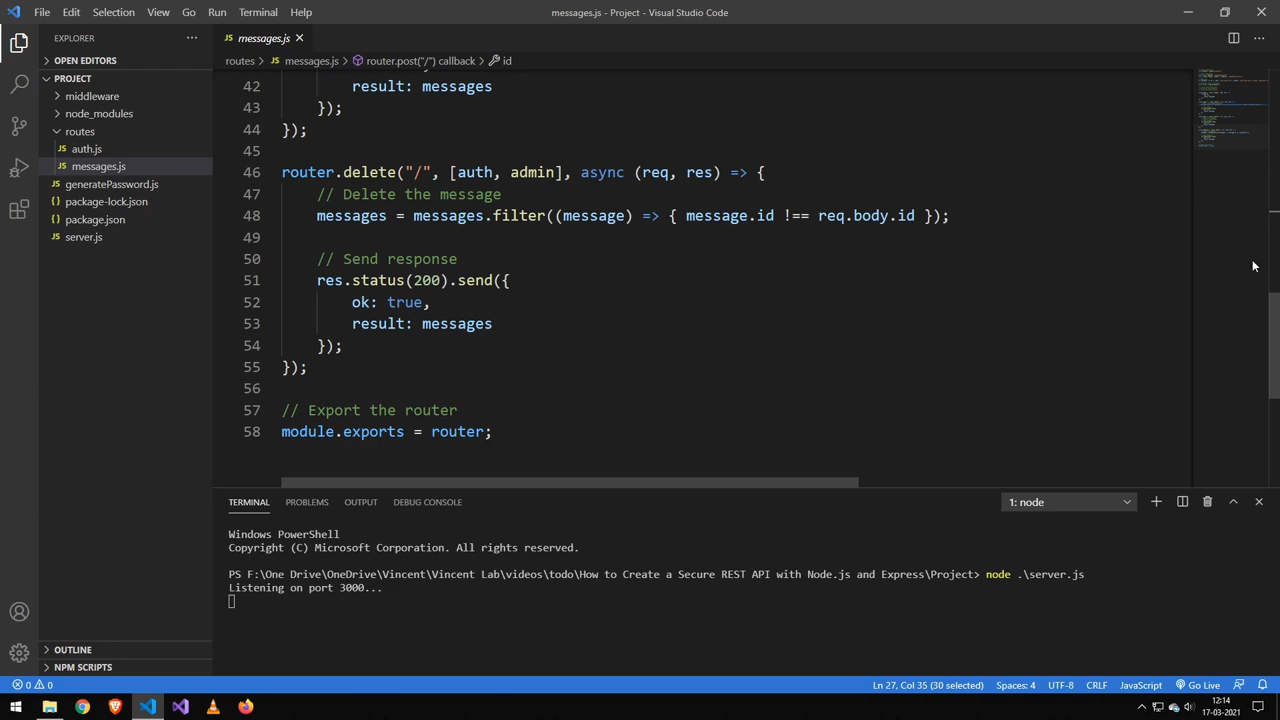 File Edit Selection View Go Run Terminal Help
messages.js - Project - Visual Studio Code
EXPLORER
OPEN EDITORS
PROJECT
middleware
node_modules
routes
JS auth.js
JS messages.js
JS generatePassword.js
package-lock.json
package.json
JS server.js
OUTLINE
NPM SCRIPTS
JS messages.js
routes > JS messages.js > router.post("/") callback > id
42 result: messages
43 });
44 });
45
46 router.delete("/", [auth, admin], async (req, res) => {
47 // Delete the message
48 messages = messages.filter((message) => { message.id !== req.body.id });
49
50 // Send response
51 res.status(200).send({
52 ok: true,
53 result: messages
54 });
55 });
56
57 // Export the router
58 module.exports = router;
TERMINAL PROBLEMS OUTPUT DEBUG CONSOLE
1: node
Windows PowerShell
Copyright (C) Microsoft Corporation. All rights reserved.
PS F:\One Drive\OneDrive\Vincent\Vincent Lab\videos\todo\How to Create a Secure REST API with Node.js and Express\Project> node .\server.js
Listening on port 3000...
0 0
Ln 27, Col 35 (30 selected) Spaces: 4 UTF-8 CRLF JavaScript Go Live
12:14
17-03-2021